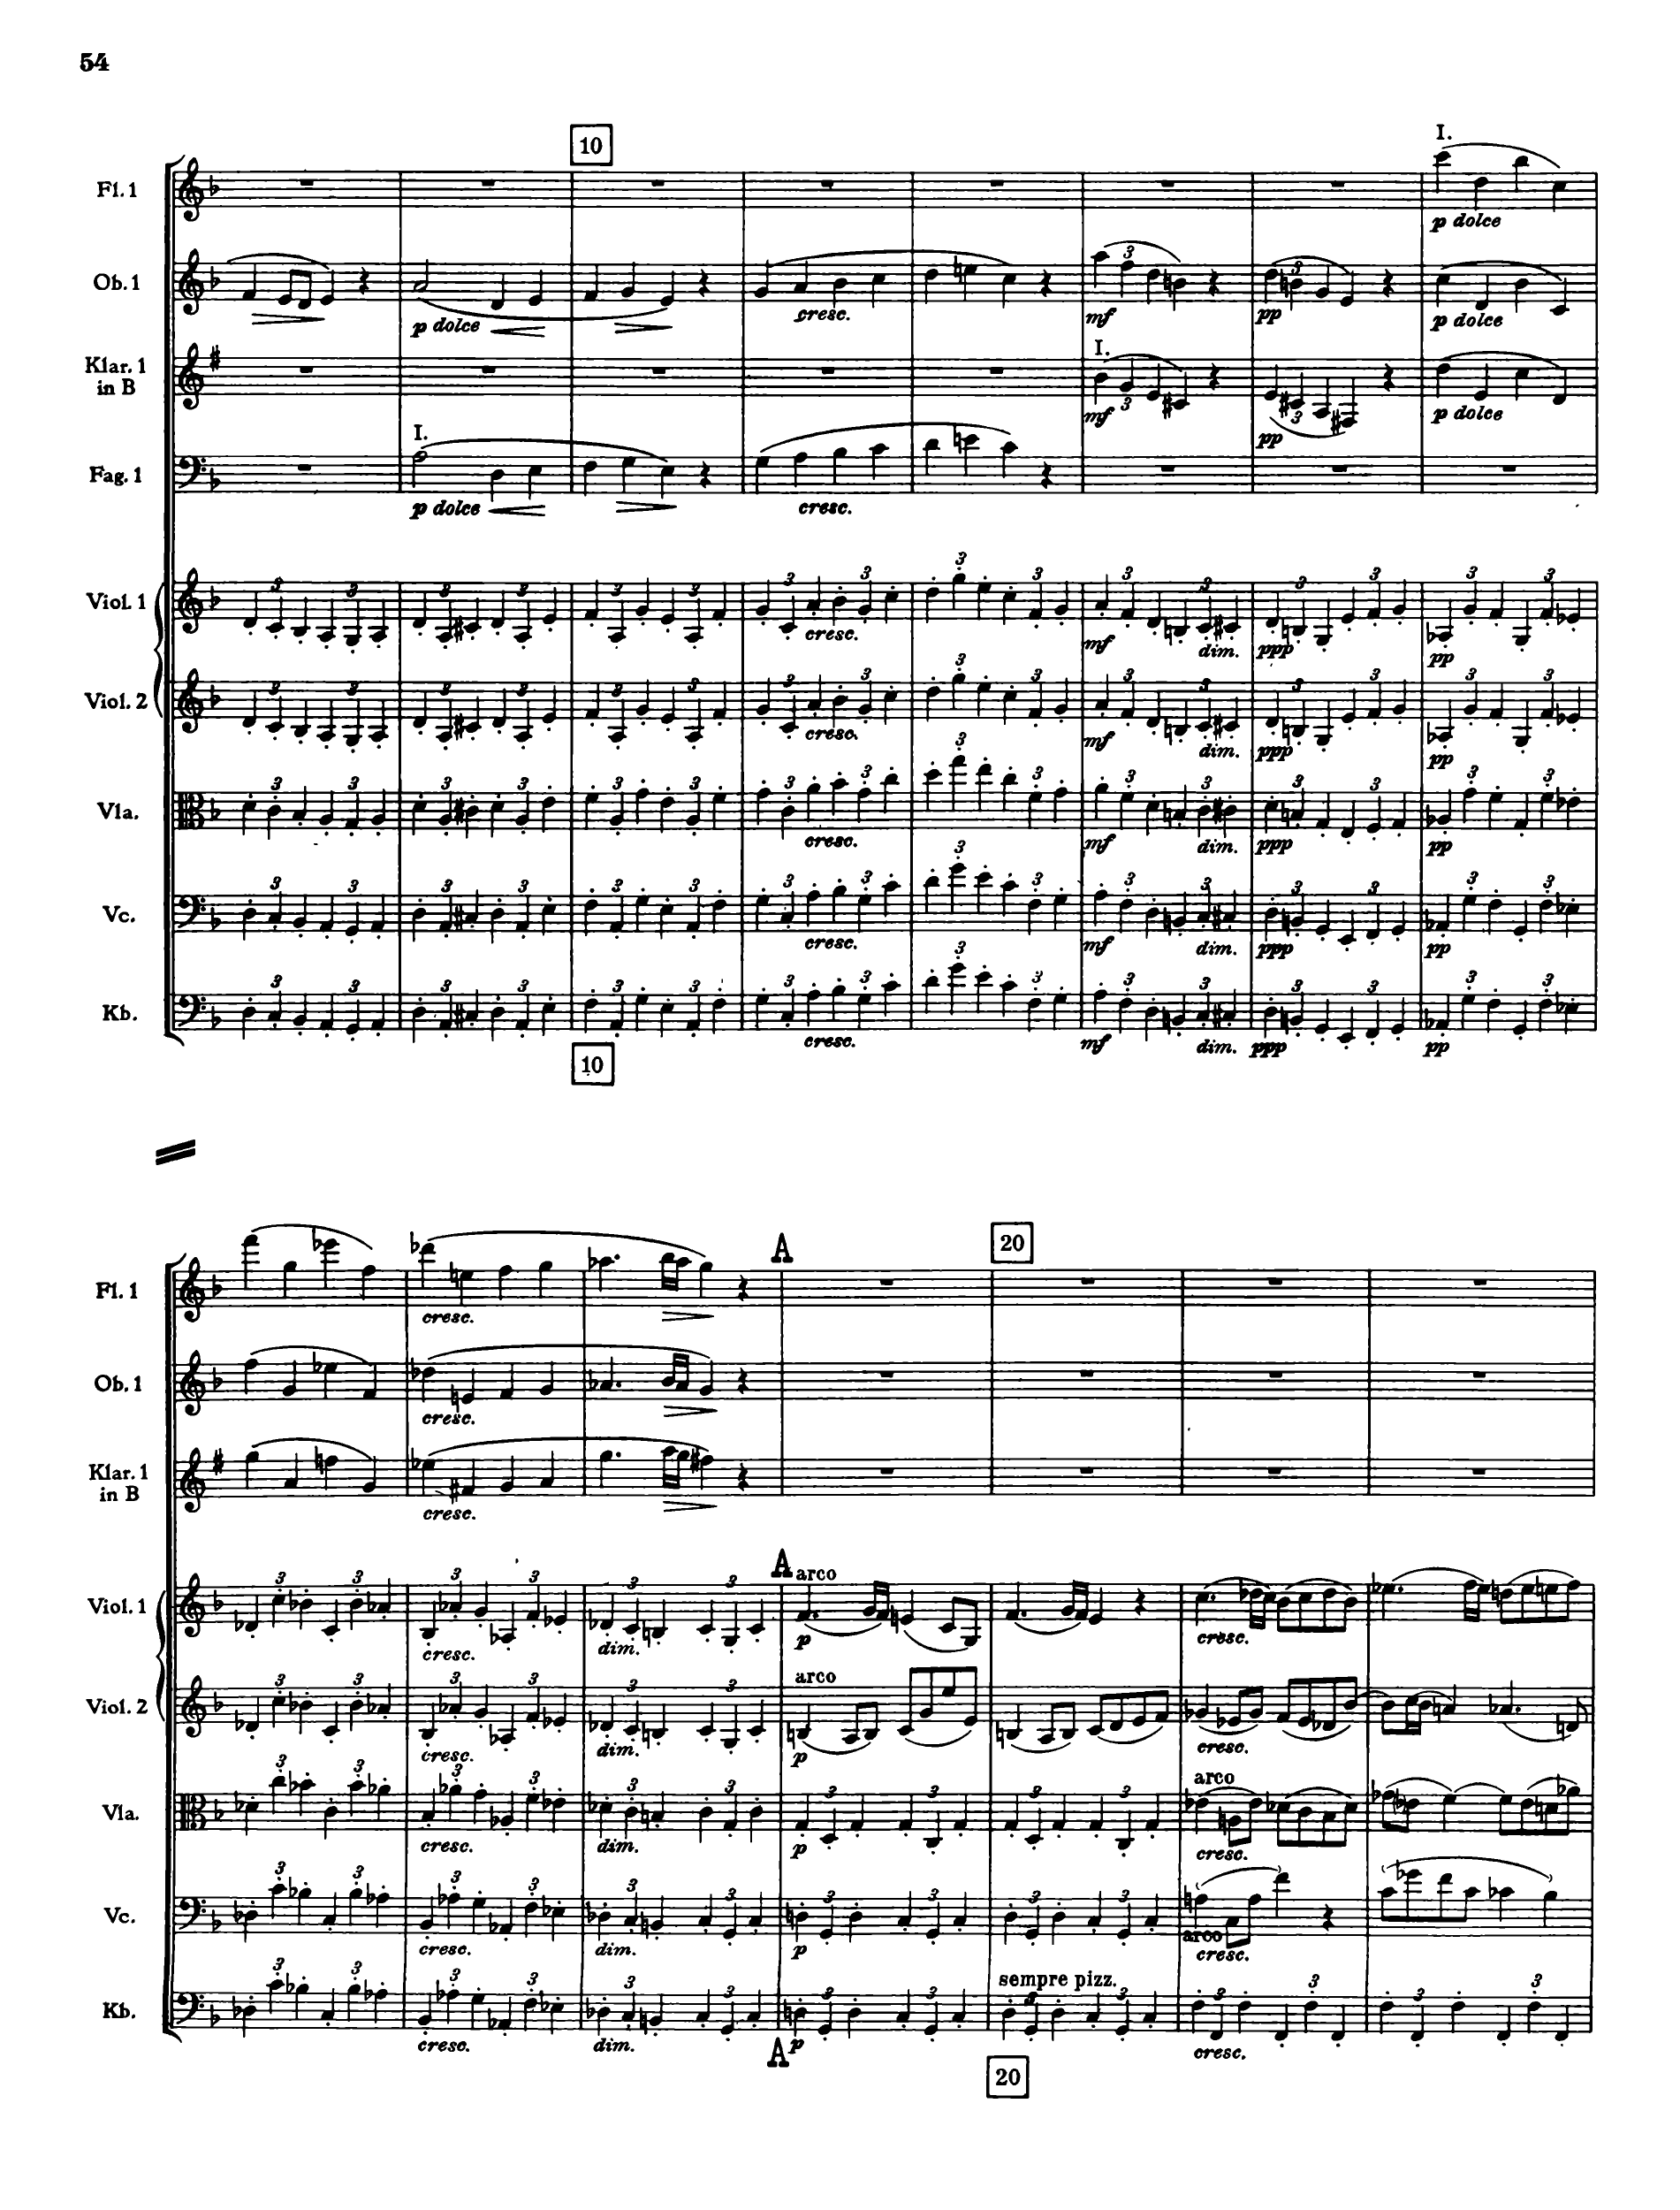 54
10
I.
Fl. 1
p dolce
Ob. 1
p dolce
cresc.
mf
pp
p dolce
Klar. 1
in B
I.
mf
pp
p dolce
I.
Fag. 1
p dolce
cresc.
Viol. 1
cresc.
mf
dim.
ppp
pp
Viol. 2
cresc.
mf
dim.
ppp
pp
Vla.
cresc.
mf
dim.
ppp
pp
Vc.
cresc.
mf
dim.
ppp
pp
Kb.
cresc.
mf
dim.
ppp
pp
10
A
20
Fl. 1
cresc.
Ob. 1
cresc.
Klar. 1
in B
cresc.
A
arco
Viol. 1
cresc.
dim.
p
cresc.
arco
Viol. 2
cresc.
dim.
p
cresc.
arco
Vla.
cresc.
dim.
p
cresc.
Vc.
arco
cresc.
dim.
p
cresc.
sempre pizz.
Kb.
cresc.
dim.
p
cresc.
A
20